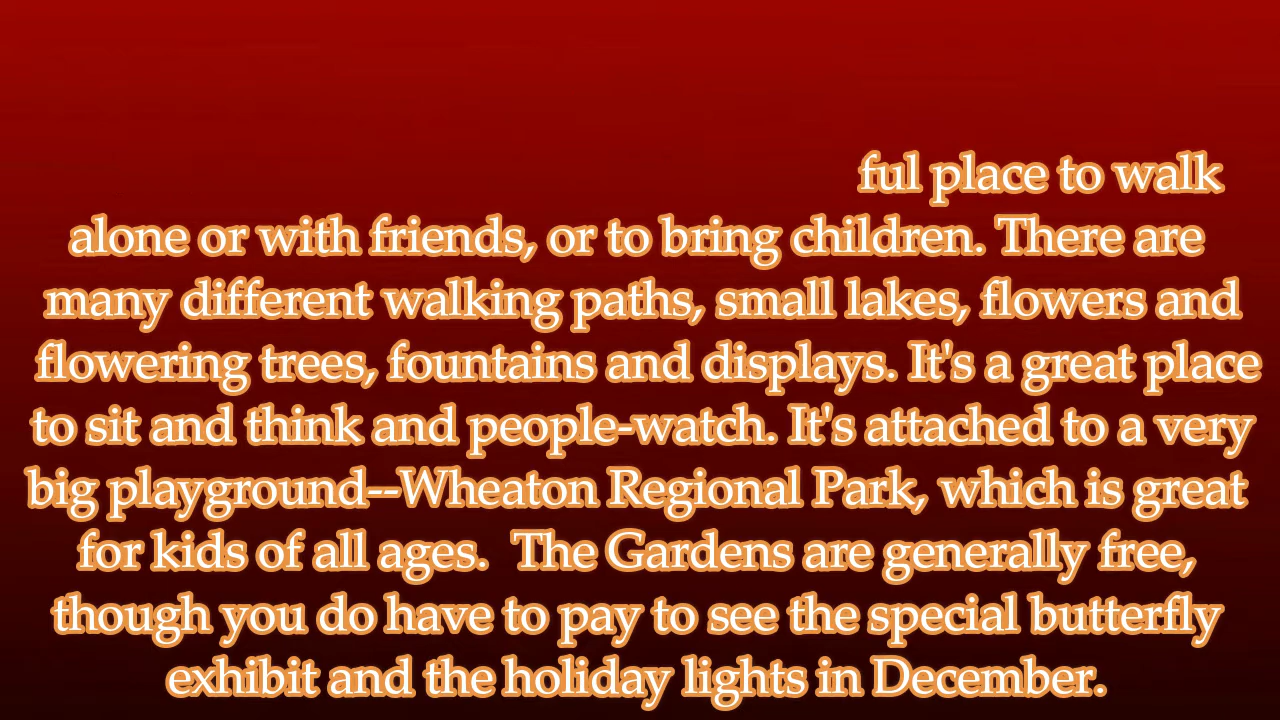 ful place to walk
alone or with friends, or to bring children. There are
many different walking paths, small lakes, flowers and
flowering trees, fountains and displays. It's a great place
to sit and think and people-watch. It's attached to a very
big playground--Wheaton Regional Park, which is great
for kids of all ages.  The Gardens are generally free,
though you do have to pay to see the special butterfly
exhibit and the holiday lights in December.